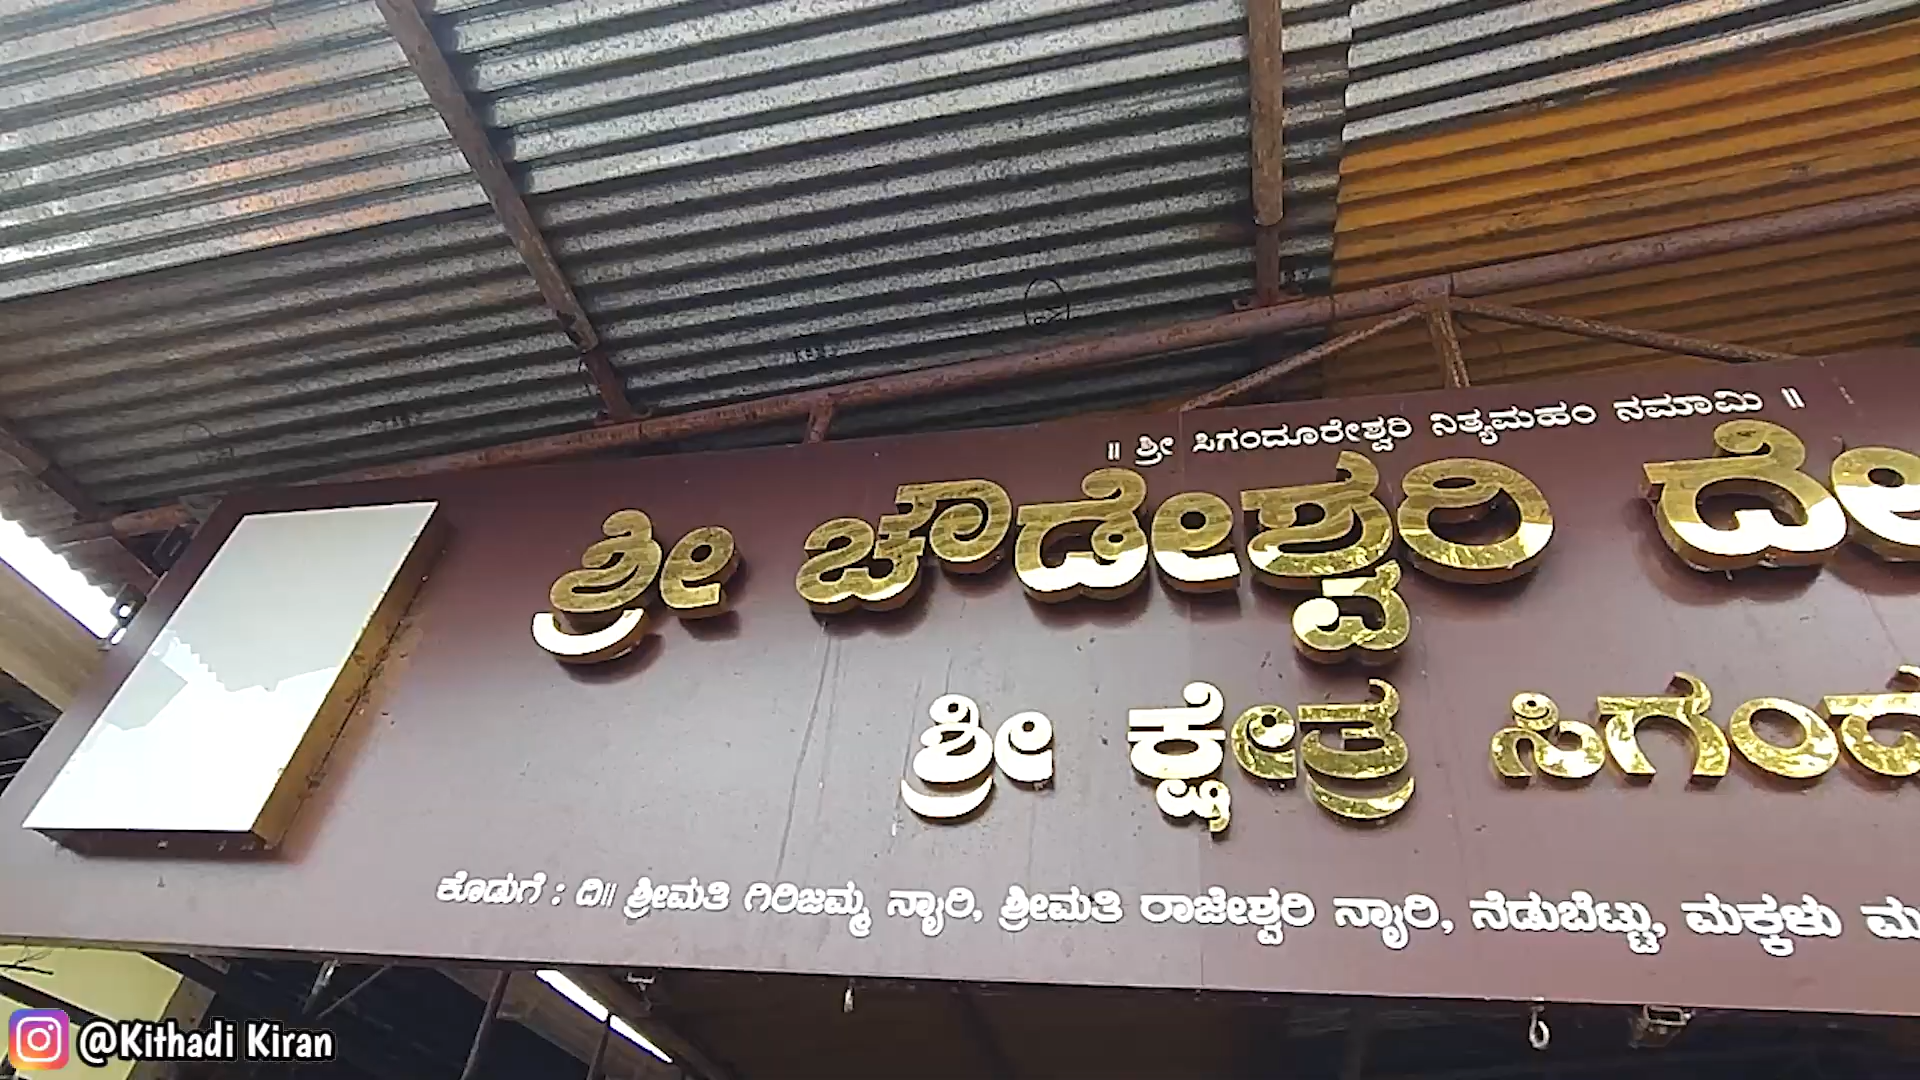 ॥ ಶ್ರೀ ಸಿಗಂದೂರೇಶ್ವರಿ ನಿತ್ಯಮಹಂ ನಮಾಮಿ ॥
ಶ್ರೀ ಚೌಡೇಶ್ವರಿ
ಶ್ರೀ ಕ್ಷೇತ್ರ
ಕೊಡುಗೆ : ದಿ॥ ಶ್ರೀಮತಿ ಗಿರಿಜಮ್ಮ ನ್ಯಾರಿ, ಶ್ರೀಮತಿ ರಾಜೇಶ್ವರಿ ನ್ಯಾರಿ, ನೆಡುಬೆಟ್ಟು, ಮಕ್ಕಳು
@Kithadi Kiran